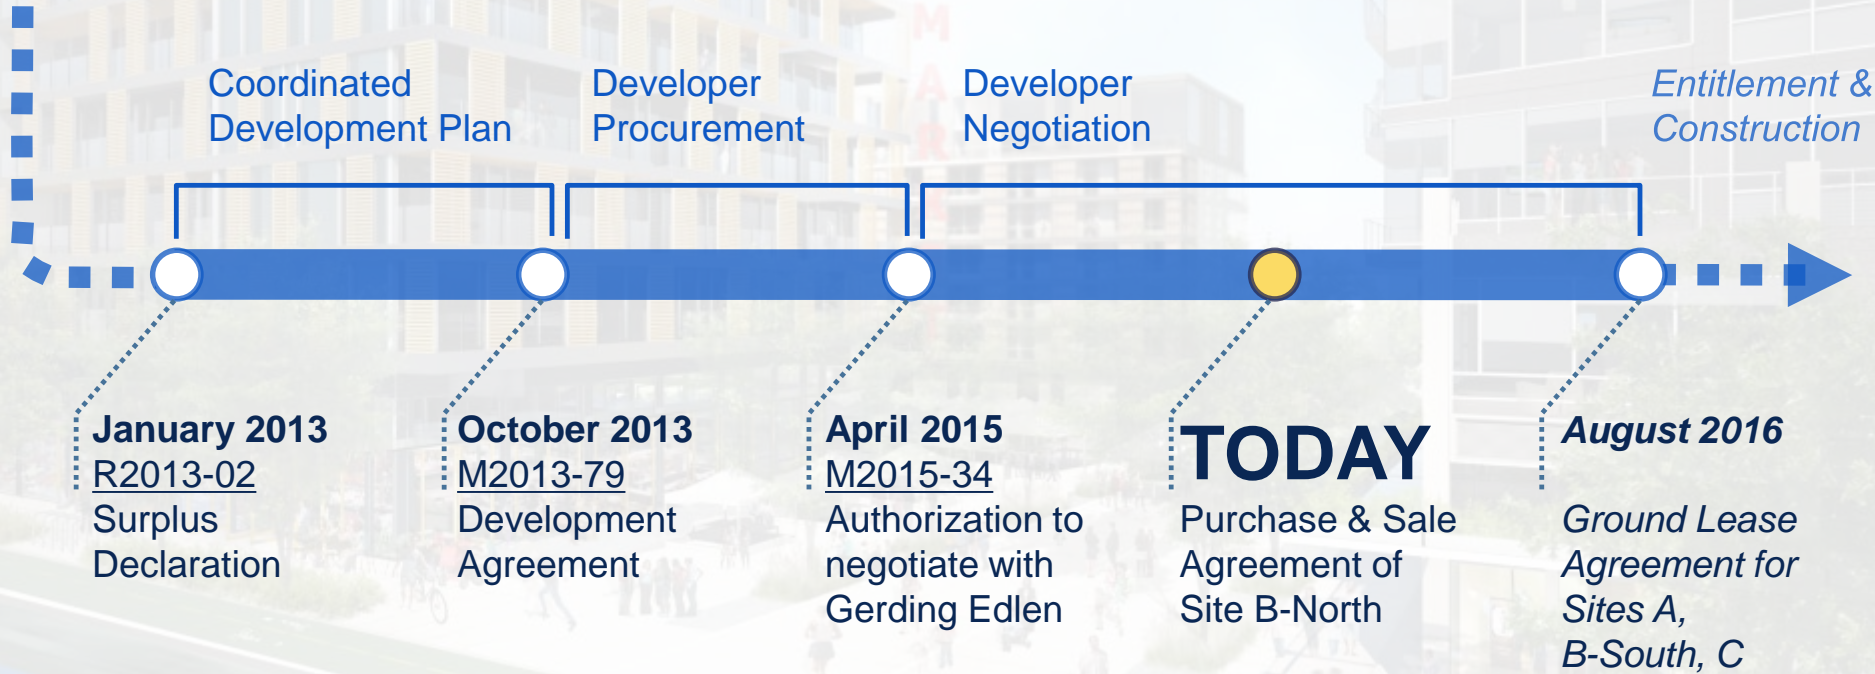 Coordinated
Development Plan
Developer
Procurement
Developer
Negotiation
Entitlement &
Construction
January 2013
R2013-02
Surplus
Declaration
October 2013
M2013-79
Development
Agreement
April 2015
M2015-34
Authorization to
negotiate with
Gerding Edlen
TODAY
Purchase & Sale
Agreement of
Site B-North
August 2016
Ground Lease
Agreement for
Sites A,
B-South, C